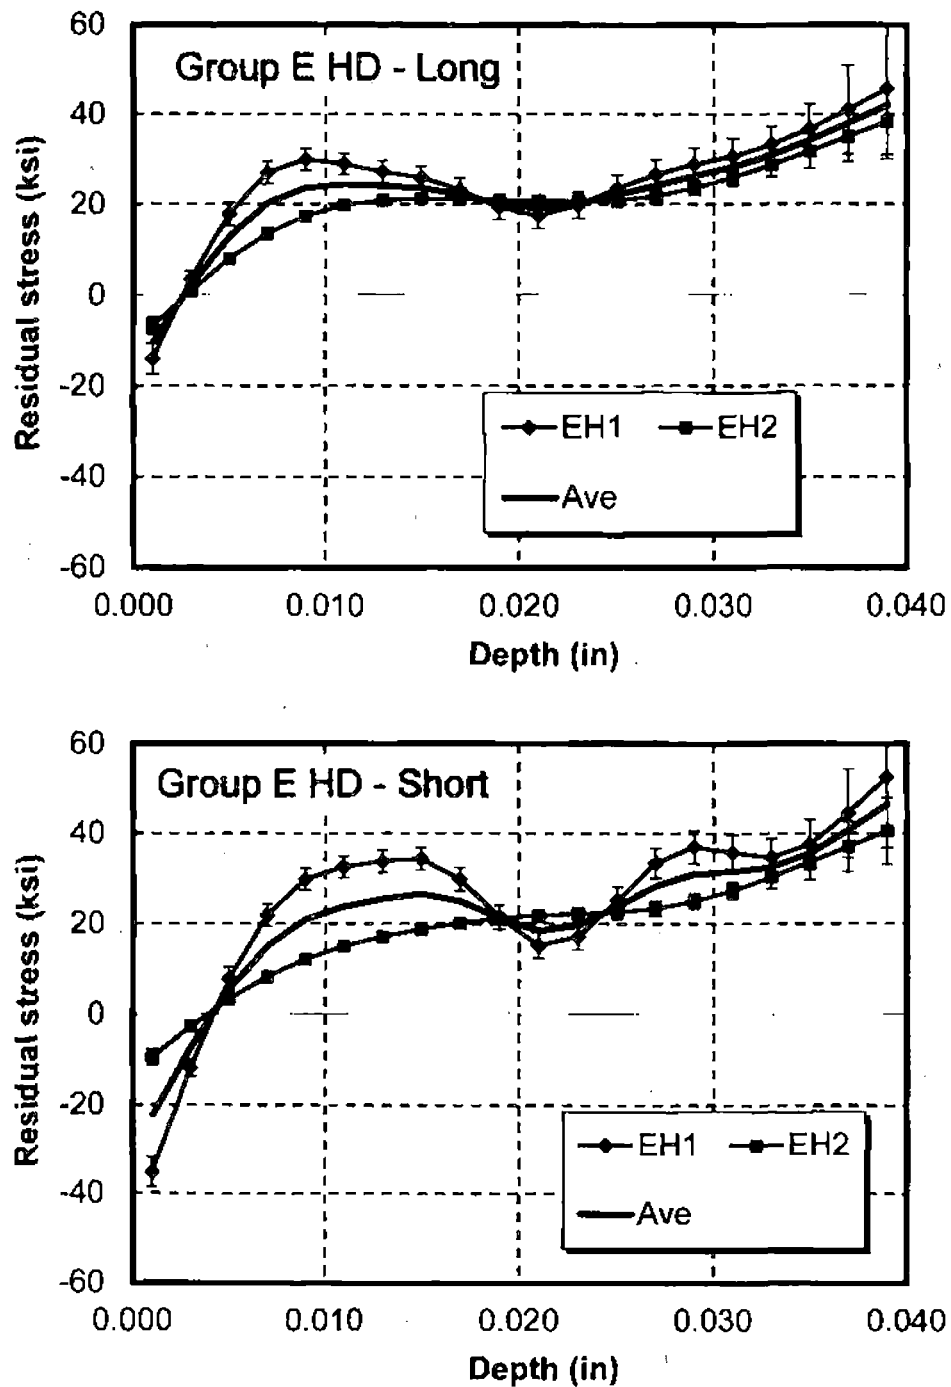 Group E HD - Long
Residual stress (ksi)
60
40
20
0
-20
-40
-60
EH1 EH2
Ave
0.000 0.010 0.020 0.030 0.040
Depth (in)
Group E HD - Short
Residual stress (ksi)
60
40
20
0
-20
-40
-60
EH1 EH2
Ave
0.000 0.010 0.020 0.030 0.040
Depth (in)